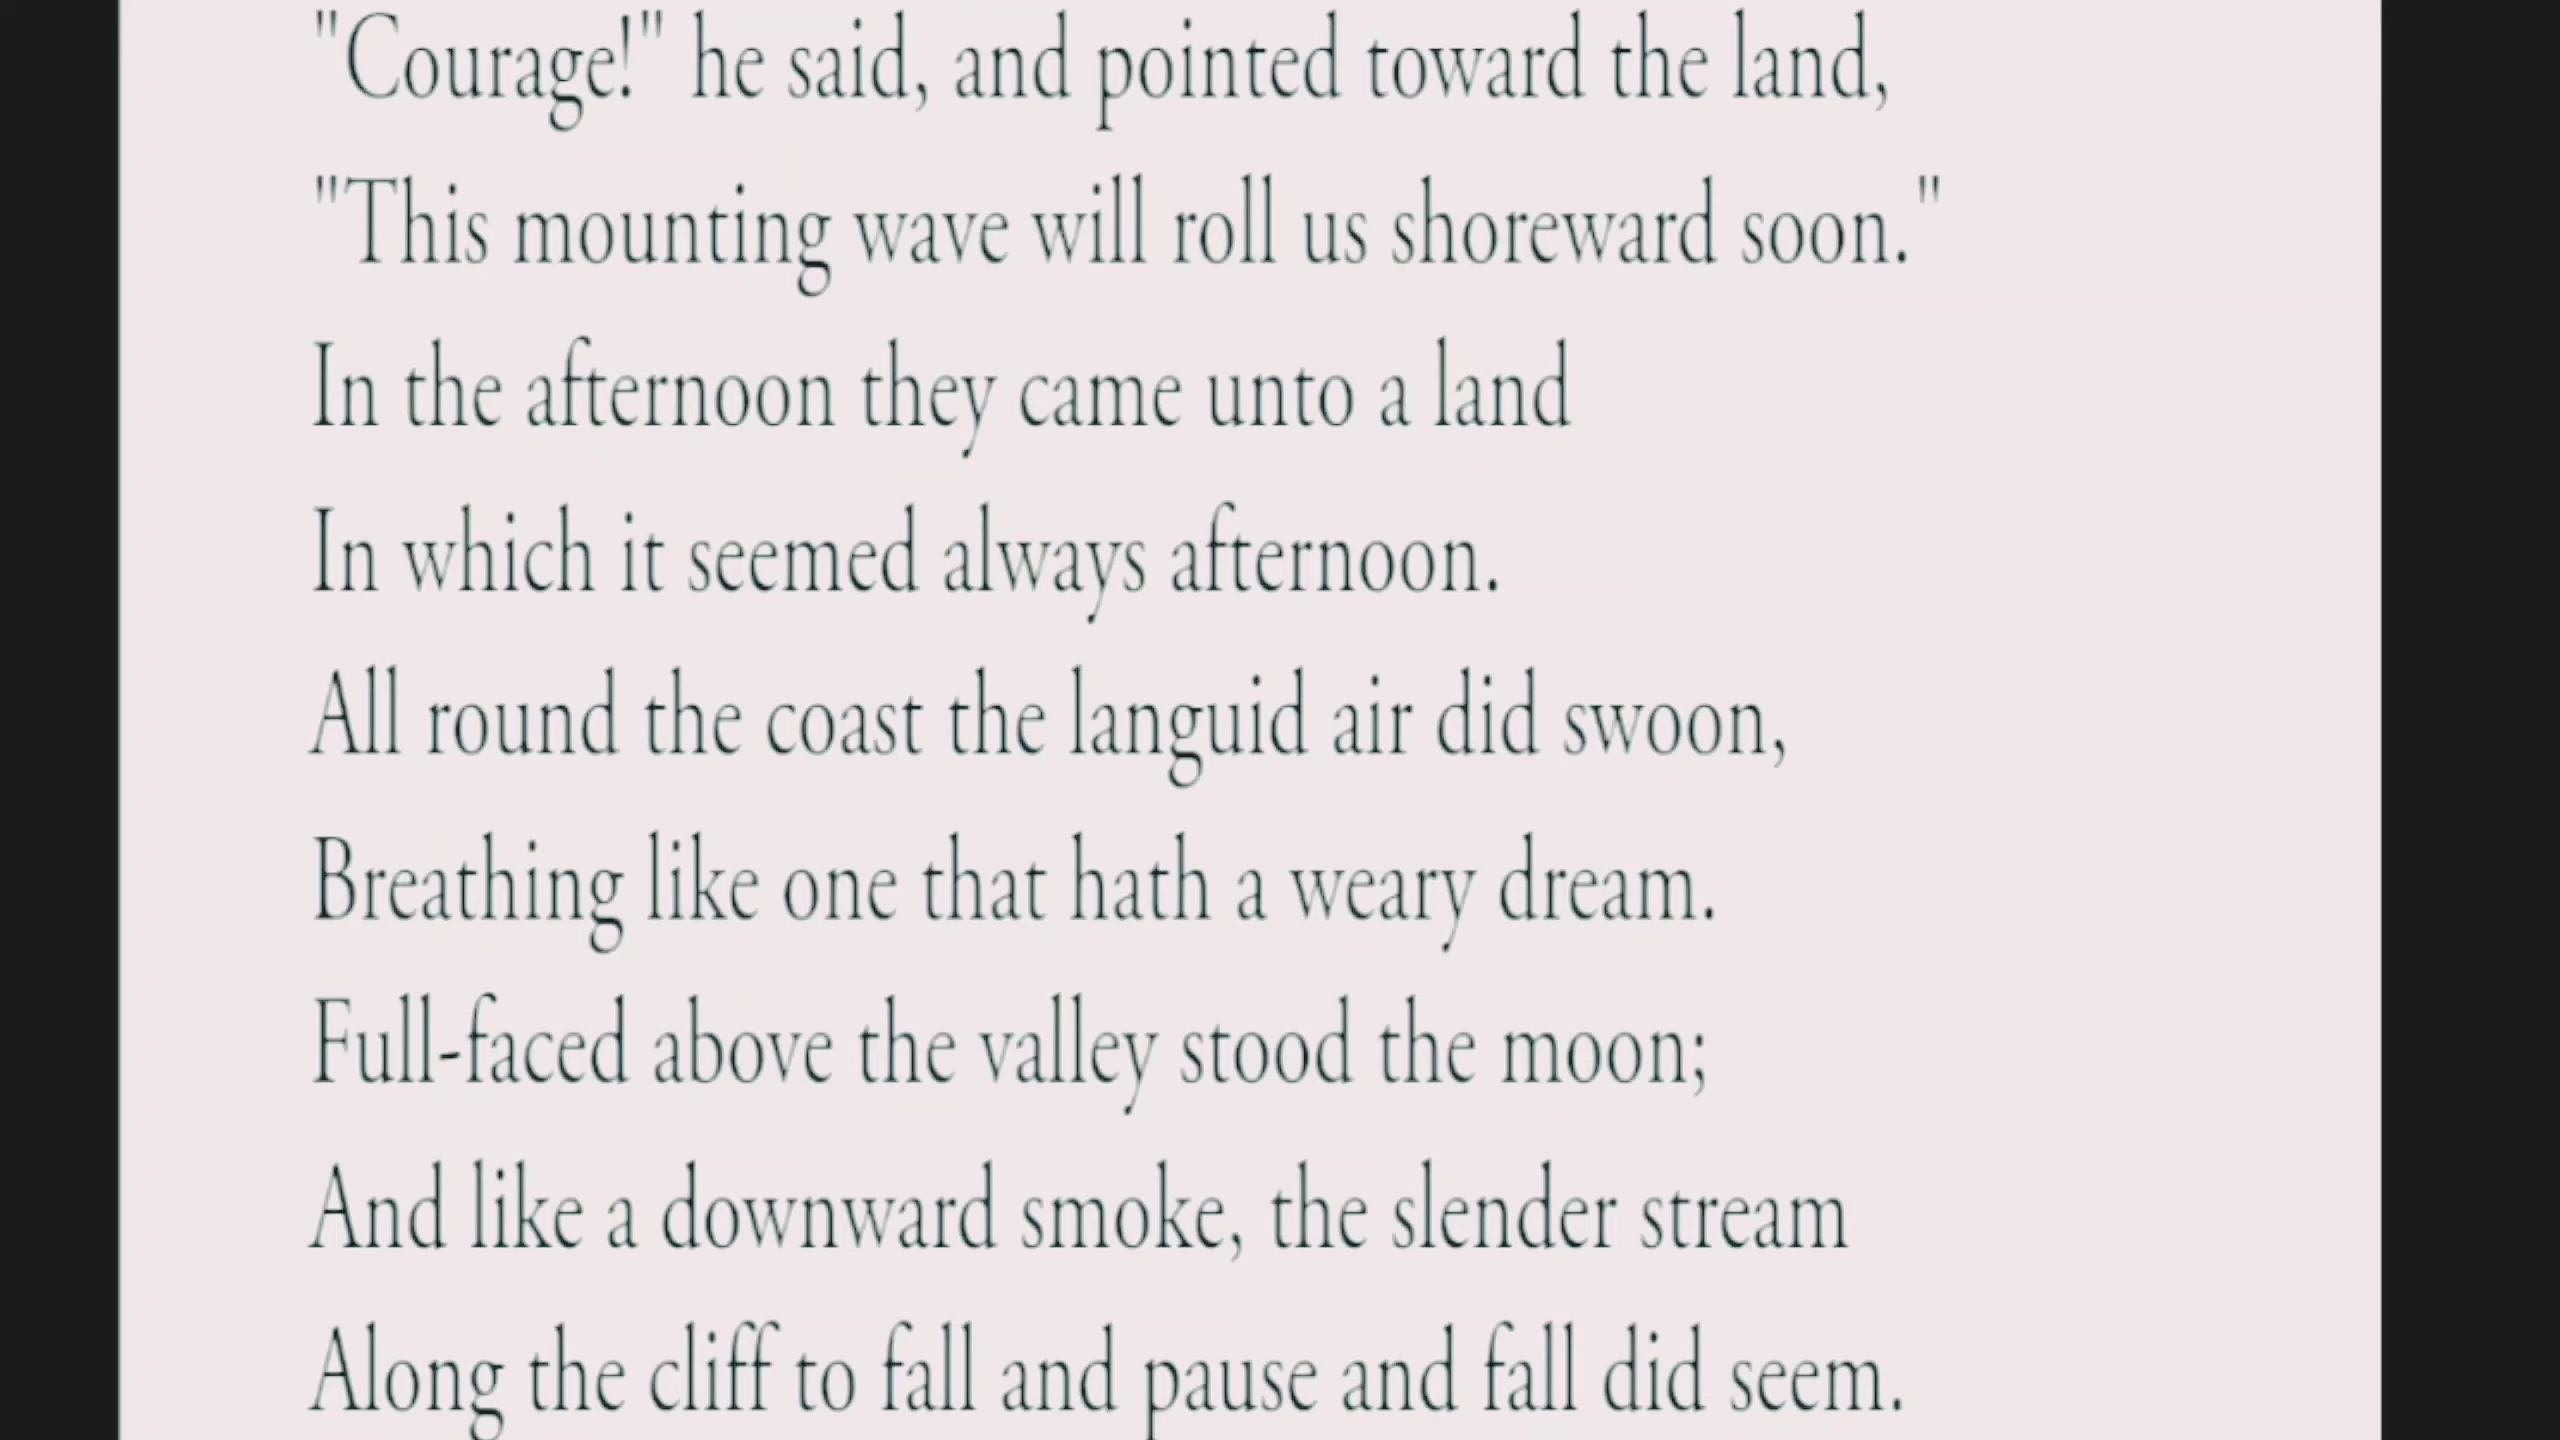 "Courage!" he said, and pointed toward the land,
"This mounting wave will roll us shoreward soon."
In the afternoon they came unto a land
In which it seemed always afternoon.
All round the coast the languid air did swoon,
Breathing like one that hath a weary dream.
Full-faced above the valley stood the moon;
And like a downward smoke, the slender stream
Along the cliff to fall and pause and fall did seem.